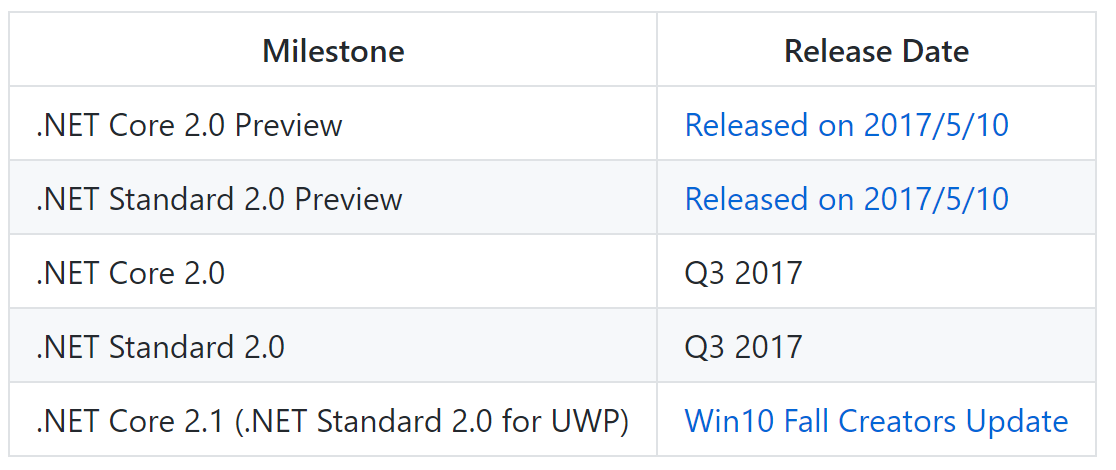 Milestone Release Date
.NET Core 2.0 Preview Released on 2017/5/10
.NET Standard 2.0 Preview Released on 2017/5/10
.NET Core 2.0 Q3 2017
.NET Standard 2.0 Q3 2017
.NET Core 2.1 (.NET Standard 2.0 for UWP) Win10 Fall Creators Update